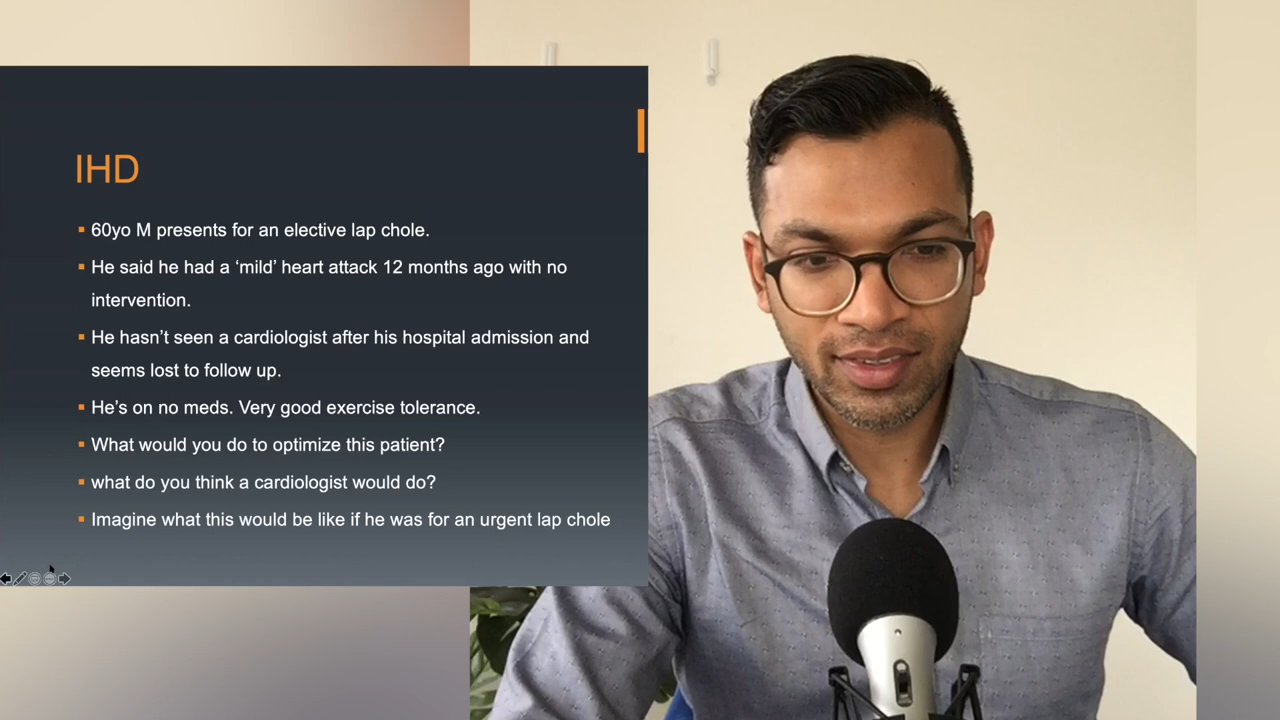 IHD
60yo M presents for an elective lap chole.
He said he had a ‘mild’ heart attack 12 months ago with no
intervention.
He hasn’t seen a cardiologist after his hospital admission and
seems lost to follow up.
He’s on no meds. Very good exercise tolerance.
What would you do to optimize this patient?
what do you think a cardiologist would do?
Imagine what this would be like if he was for an urgent lap chole